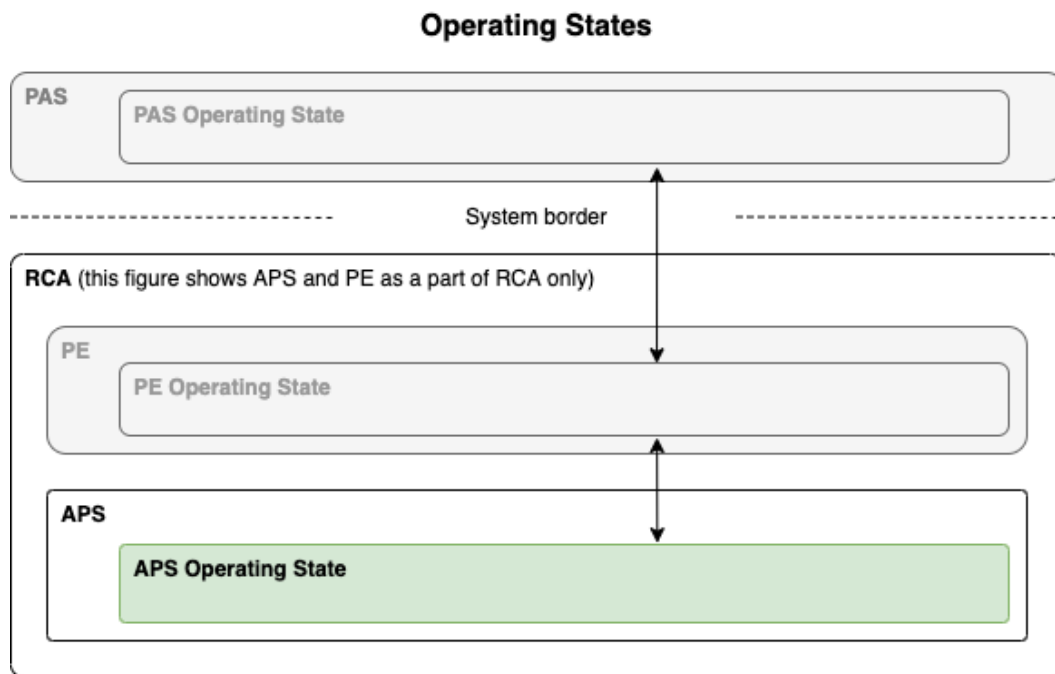 Operating States
PAS
PAS Operating State
System border
RCA (this figure shows APS and PE as a part of RCA only)
PE
PE Operating State
APS
APS Operating State